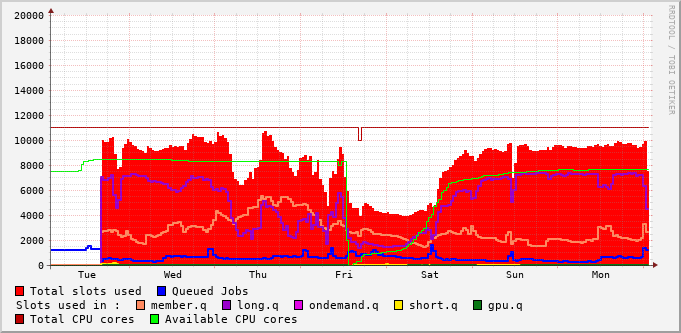 20000
18000
16000
14000
12000
10000
8000
6000
4000
2000
0
Tue Wed Thu Fri Sat Sun Mon
Total slots used Queued Jobs
Slots used in : member.q long.q ondemand.q short.q gpu.q
Total CPU cores Available CPU cores
RRDTOOL / TOBI OETIKER